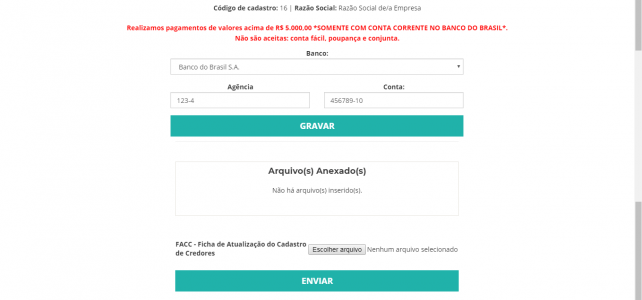 Código de cadastro: 16 | Razão Social: Razão Social de/a Empresa
Realizamos pagamentos de valores acima de R$ 5.000,00 *SOMENTE COM CONTA CORRENTE NO BANCO DO BRASIL*.
Não são aceitas: conta fácil, poupança e conjunta.
Banco:
Banco do Brasil S.A.
Agência Conta:
123-4 456789-10
GRAVAR
Arquivo(s) Anexado(s)
Não há arquivo(s) inserido(s).
FACC - Ficha de Atualização do Cadastro
de Credores
Escolher arquivo Nenhum arquivo selecionado
ENVIAR